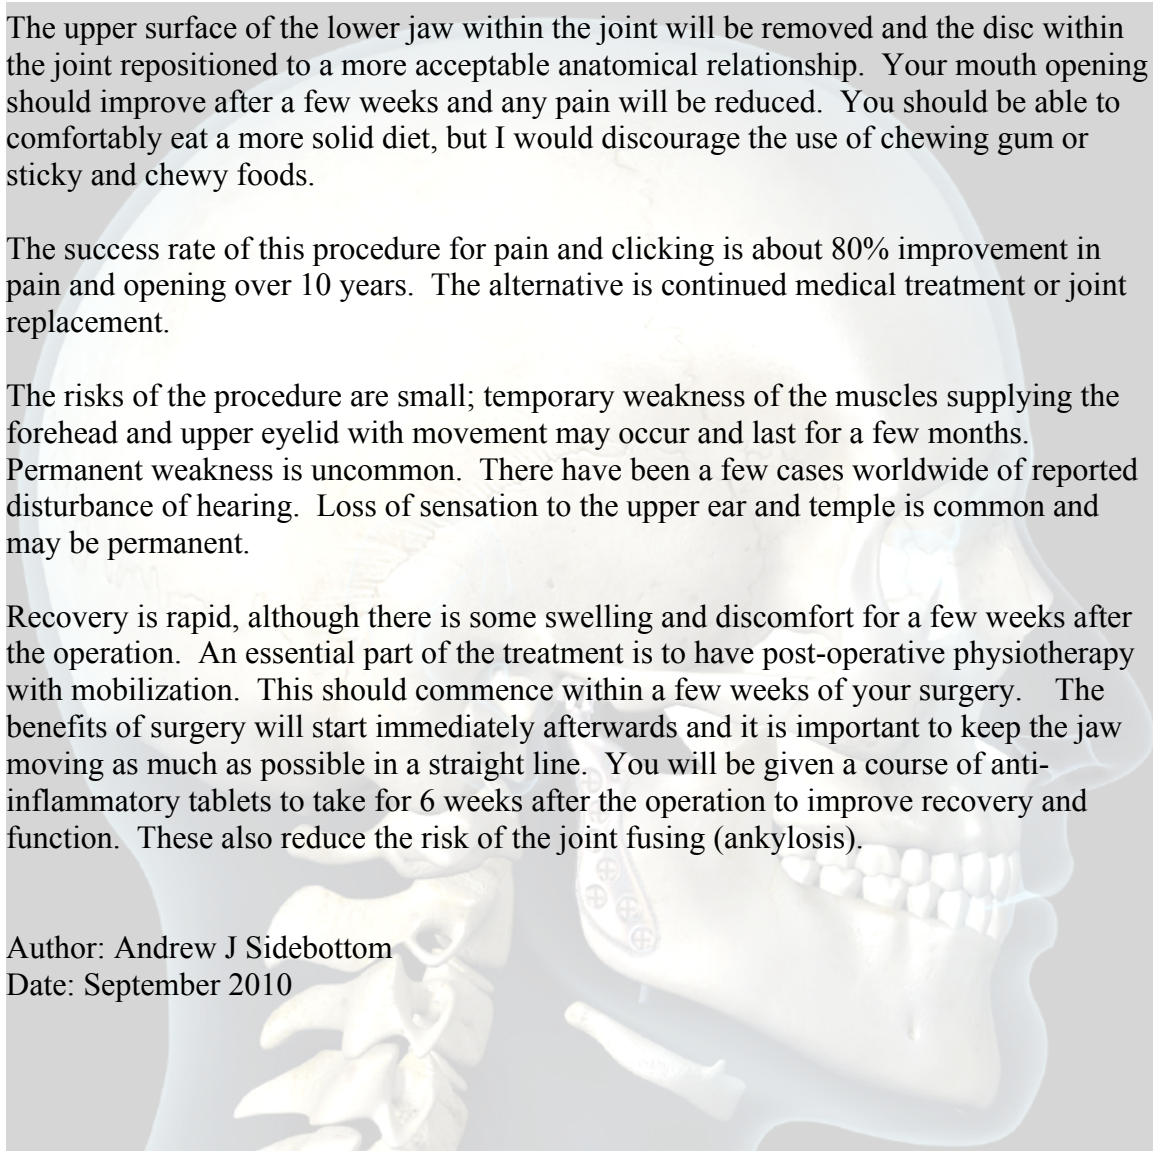 The upper surface of the lower jaw within the joint will be removed and the disc within
the joint repositioned to a more acceptable anatomical relationship.  Your mouth opening
should improve after a few weeks and any pain will be reduced.  You should be able to
comfortably eat a more solid diet, but I would discourage the use of chewing gum or
sticky and chewy foods.
The success rate of this procedure for pain and clicking is about 80% improvement in
pain and opening over 10 years.  The alternative is continued medical treatment or joint
replacement.
The risks of the procedure are small; temporary weakness of the muscles supplying the
forehead and upper eyelid with movement may occur and last for a few months.
Permanent weakness is uncommon.  There have been a few cases worldwide of reported
disturbance of hearing.  Loss of sensation to the upper ear and temple is common and
may be permanent.
Recovery is rapid, although there is some swelling and discomfort for a few weeks after
the operation.  An essential part of the treatment is to have post-operative physiotherapy
with mobilization.  This should commence within a few weeks of your surgery.    The
benefits of surgery will start immediately afterwards and it is important to keep the jaw
moving as much as possible in a straight line.  You will be given a course of anti-
inflammatory tablets to take for 6 weeks after the operation to improve recovery and
function.  These also reduce the risk of the joint fusing (ankylosis).
Author: Andrew J Sidebottom
Date: September 2010